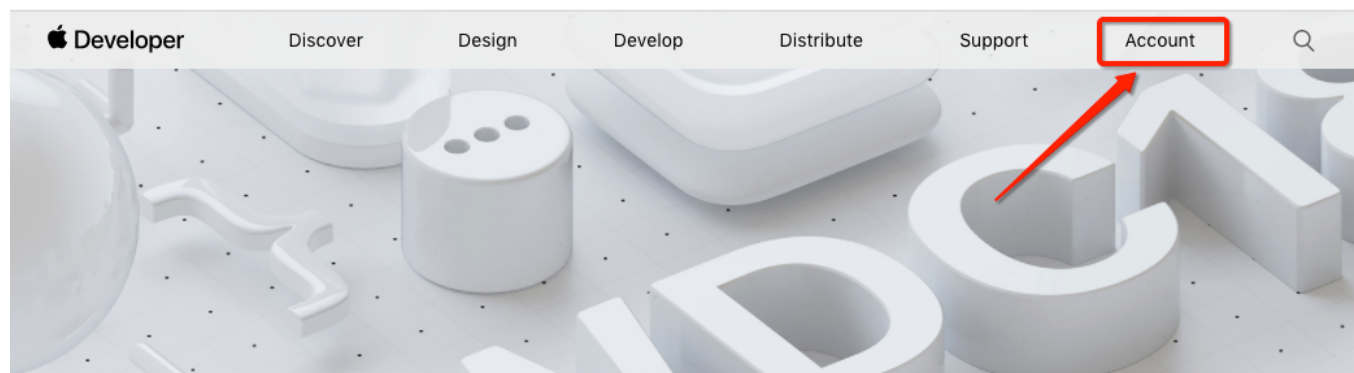 Developer
Discover
Design
Develop
Distribute
Support
Account